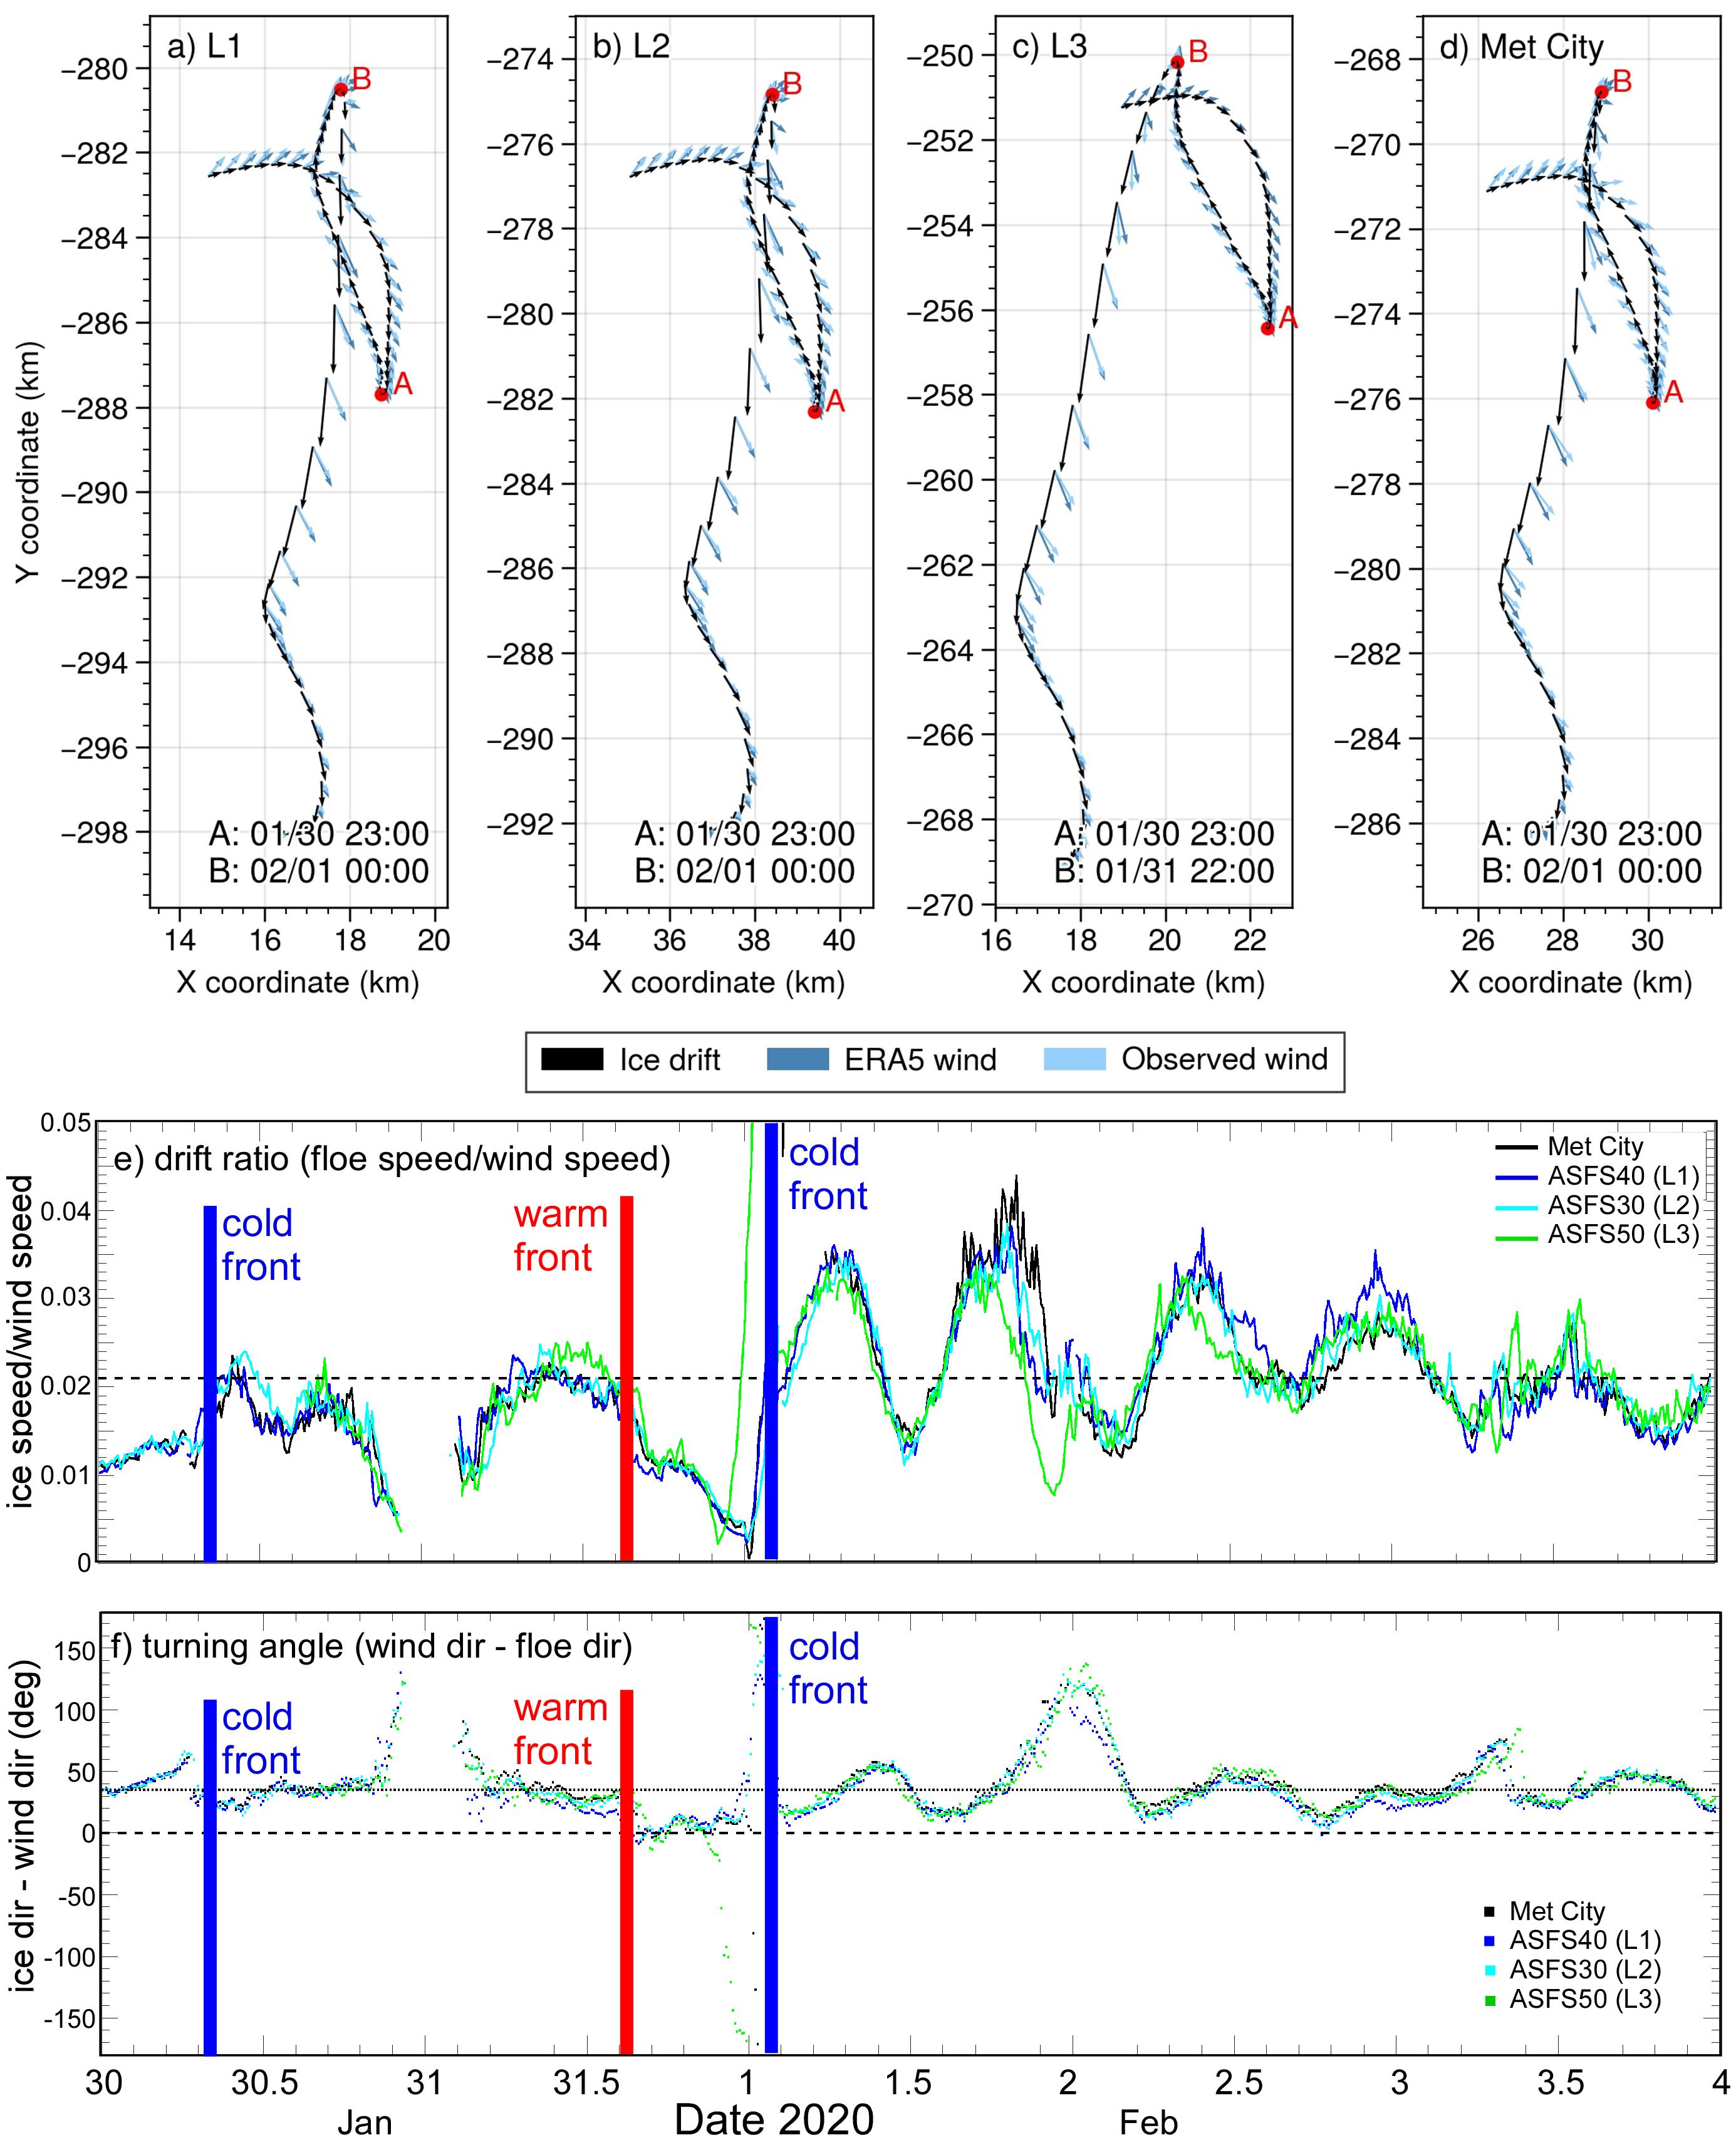 a) L1
b) L2
c) L3
d) Met City
B
B
B
B
A
A
A
A
−280
−282
−284
−286
−288
−290
−292
−294
−296
−298
−274
−276
−278
−280
−282
−284
−286
−288
−290
−292
−250
−252
−254
−256
−258
−260
−262
−264
−266
−268
−270
−268
−270
−272
−274
−276
−278
−280
−282
−284
−286
Y coordinate (km)
A: 01/30 23:00
B: 02/01 00:00
A: 01/30 23:00
B: 02/01 00:00
A: 01/30 23:00
B: 01/31 22:00
A: 01/30 23:00
B: 02/01 00:00
14 16 18 20
34 36 38 40
16 18 20 22
26 28 30
X coordinate (km)
X coordinate (km)
X coordinate (km)
X coordinate (km)
Ice drift ERA5 wind Observed wind
e) drift ratio (floe speed/wind speed)
ice speed/wind speed
0.05
0.04
0.03
0.02
0.01
0
cold
front
warm
front
cold
front
Met City
ASFS40 (L1)
ASFS30 (L2)
ASFS50 (L3)
f) turning angle (wind dir - floe dir)
ice dir - wind dir (deg)
150
100
50
0
-50
-100
-150
cold
front
warm
front
cold
front
Met City
ASFS40 (L1)
ASFS30 (L2)
ASFS50 (L3)
30 30.5 31 31.5 1 1.5 2 2.5 3 3.5 4
Jan Date 2020 Feb